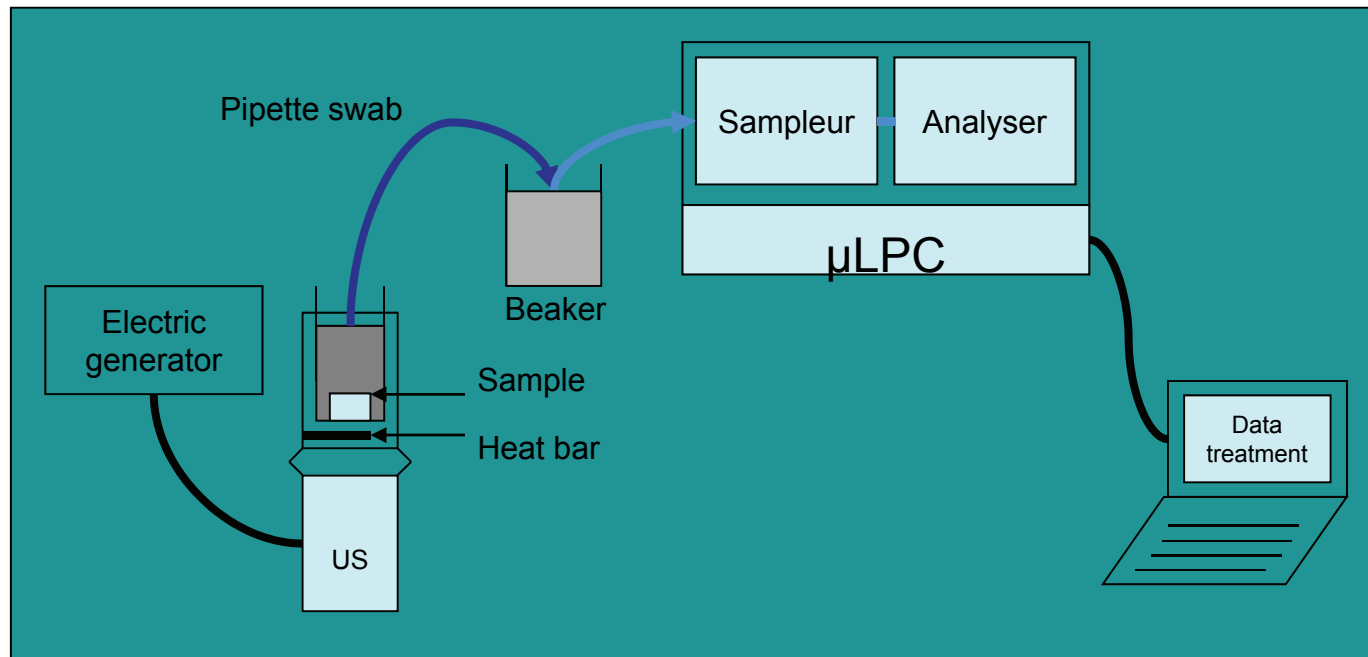 Pipette swab
Sampleur
Analyser
µLPC
Beaker
Electric
generator
Sample
Heat bar
US
Data
treatment